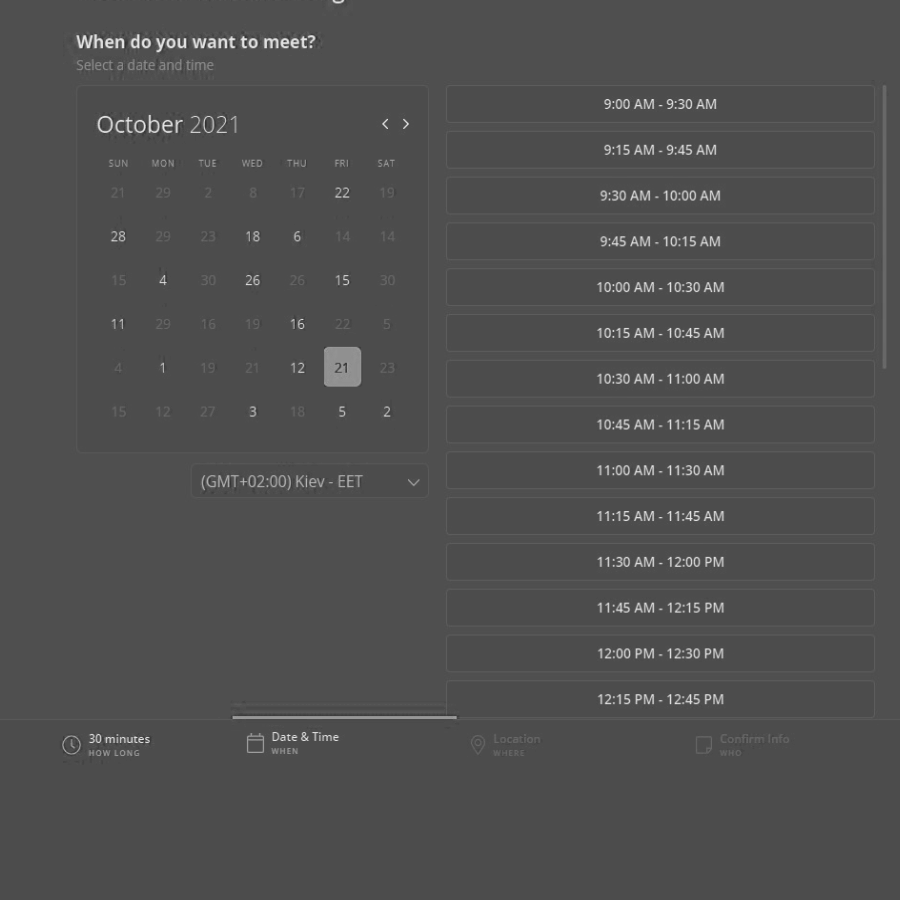 When do you want to meet?
Select a date and time
October 2021
SUN MON TUE WED THU FRI SAT
21 29 2 8 17 22 19
28 29 23 18 6 14 14
15 4 30 26 26 15 30
11 29 16 19 16 22 5
4 1 19 21 12 21 23
15 12 27 3 18 5 2
(GMT+02:00) Kiev - EET
9:00 AM - 9:30 AM
9:15 AM - 9:45 AM
9:30 AM - 10:00 AM
9:45 AM - 10:15 AM
10:00 AM - 10:30 AM
10:15 AM - 10:45 AM
10:30 AM - 11:00 AM
10:45 AM - 11:15 AM
11:00 AM - 11:30 AM
11:15 AM - 11:45 AM
11:30 AM - 12:00 PM
11:45 AM - 12:15 PM
12:00 PM - 12:30 PM
12:15 PM - 12:45 PM
30 minutes
HOW LONG
Date & Time
WHEN
Location
WHERE
Confirm Info
WHO